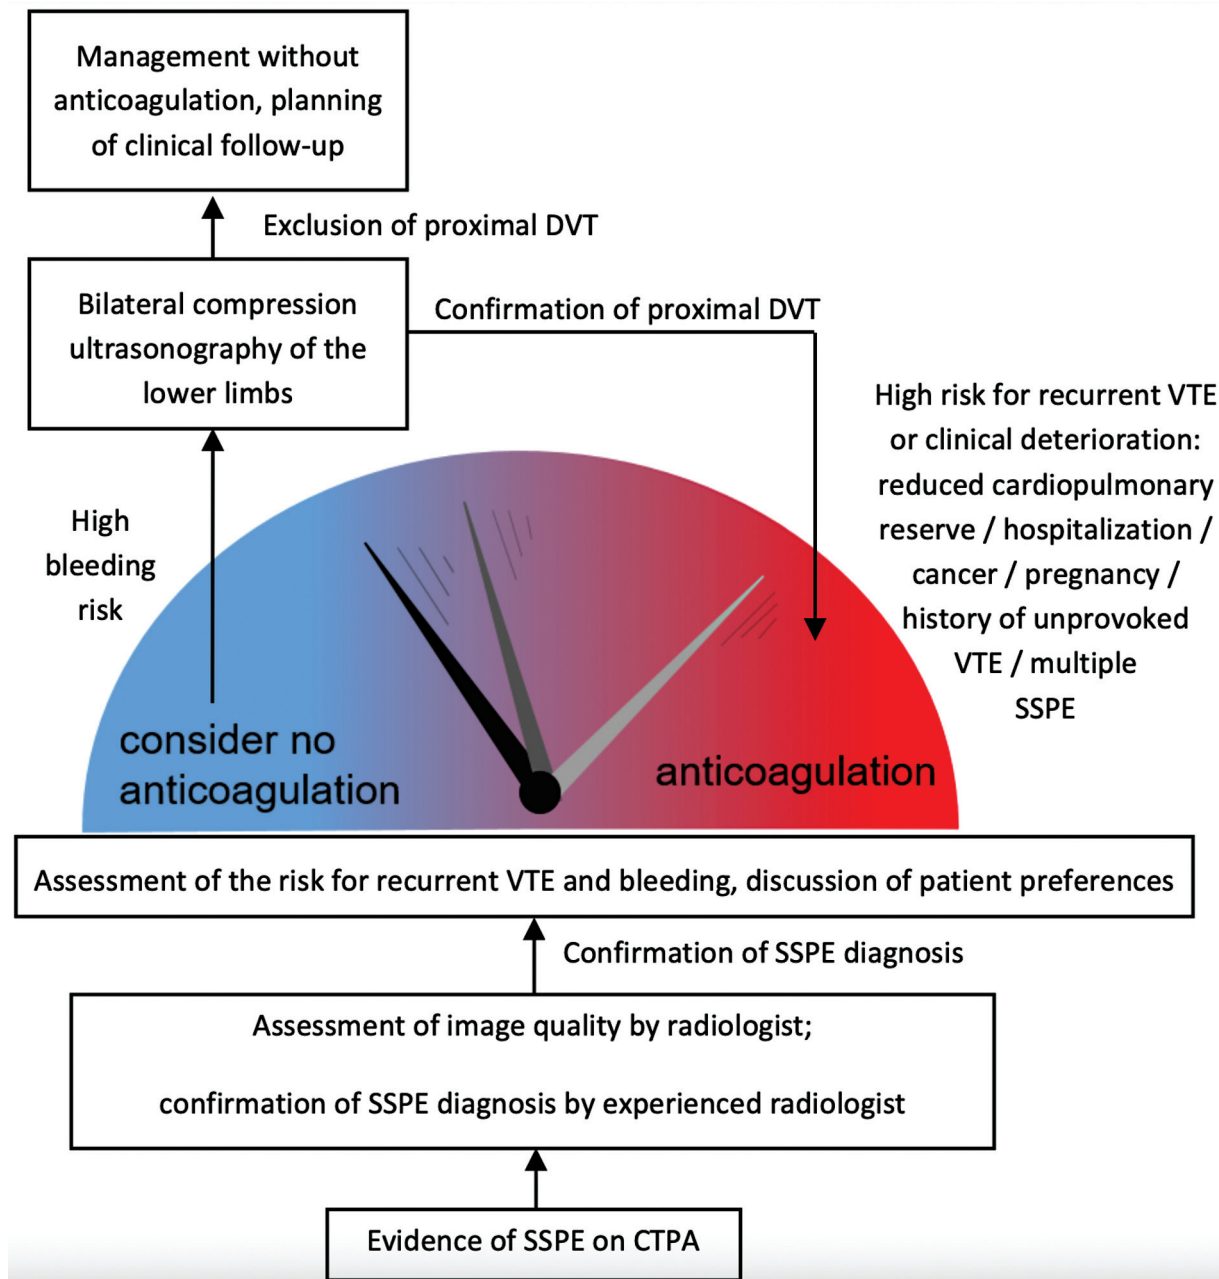 Management without
anticoagulation, planning
of clinical follow-up
Exclusion of proximal DVT
Bilateral compression
ultrasonography of the
lower limbs
Confirmation of proximal DVT
High risk for recurrent VTE
or clinical deterioration:
reduced cardiopulmonary
reserve / hospitalization /
cancer / pregnancy /
history of unprovoked
VTE / multiple
SSPE
High
bleeding
risk
consider no
anticoagulation
anticoagulation
Assessment of the risk for recurrent VTE and bleeding, discussion of patient preferences
Confirmation of SSPE diagnosis
Assessment of image quality by radiologist;
confirmation of SSPE diagnosis by experienced radiologist
Evidence of SSPE on CTPA